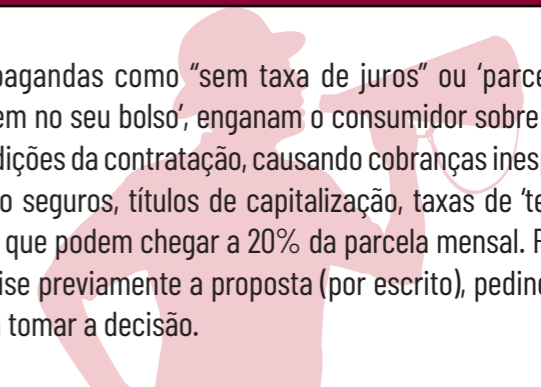 pagandas como “sem taxa de juros” ou ‘parce
em no seu bolso’, enganam o consumidor sobre
dições da contratação, causando cobranças inesp
o seguros, títulos de capitalização, taxas de ‘te
que podem chegar a 20% da parcela mensal. P
ise previamente a proposta (por escrito), pedind
tomar a decisão.